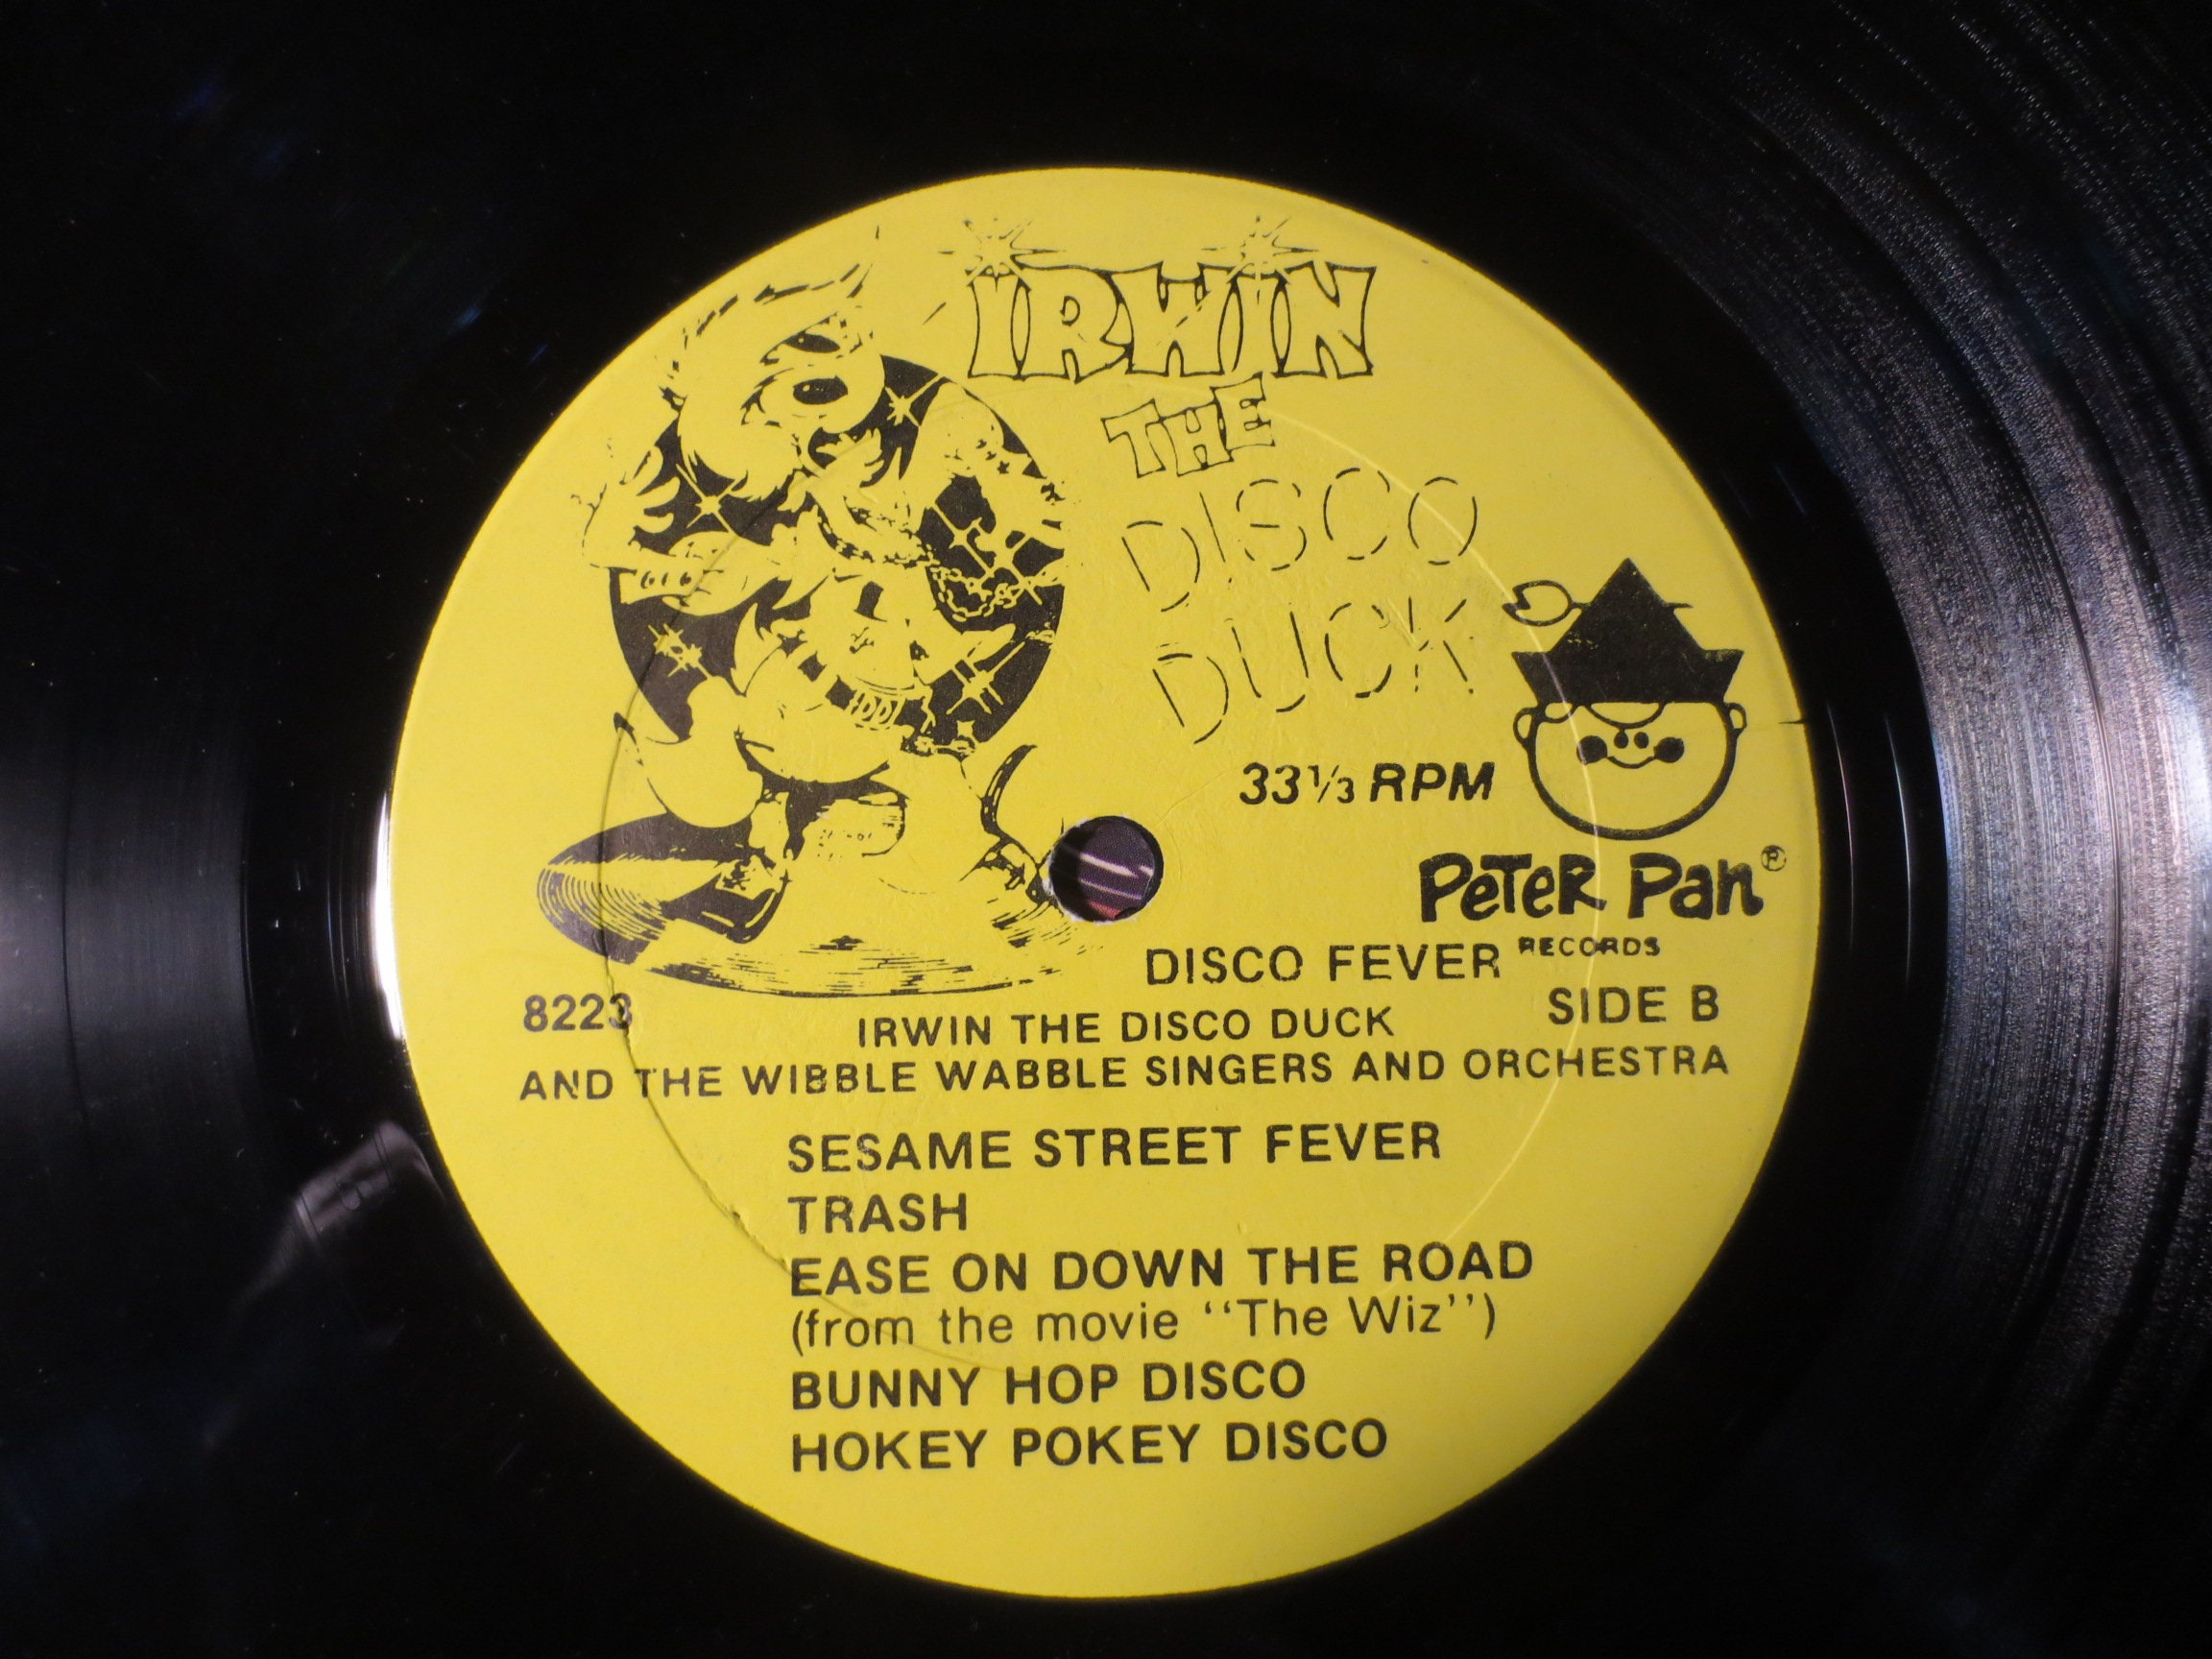 IRWIN
THE
DISCO
DUCK
33⅓ RPM
PETER PAN®
RECORDS
DISCO FEVER
8223
SIDE B
IRWIN THE DISCO DUCK
AND THE WIBBLE WABBLE SINGERS AND ORCHESTRA
SESAME STREET FEVER
TRASH
EASE ON DOWN THE ROAD
(from the movie "The Wiz")
BUNNY HOP DISCO
HOKEY POKEY DISCO